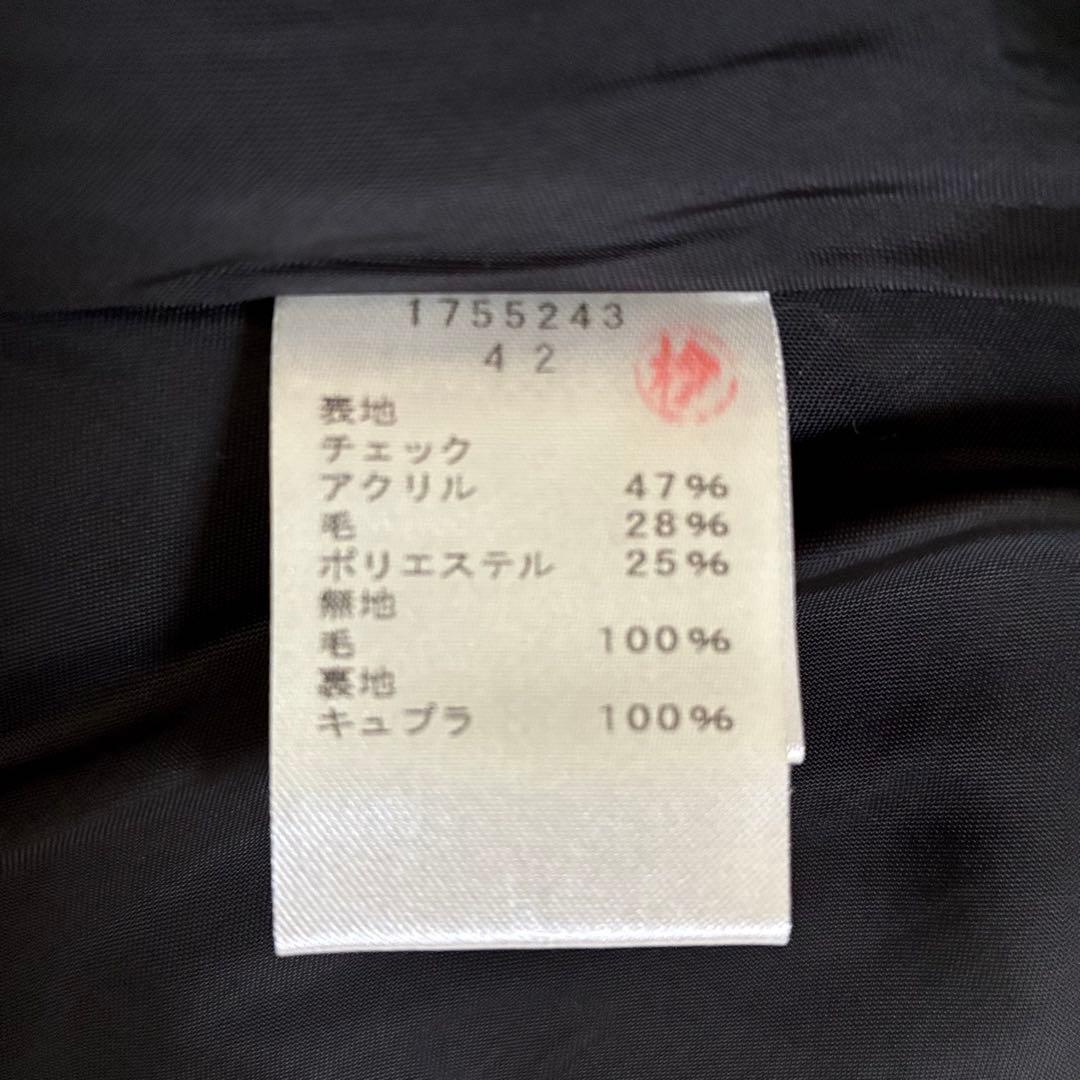 1755243
42
表地
チェック
アクリル 47%
毛 28%
ポリエステル 25%
無地
毛 100%
裏地
キュプラ 100%